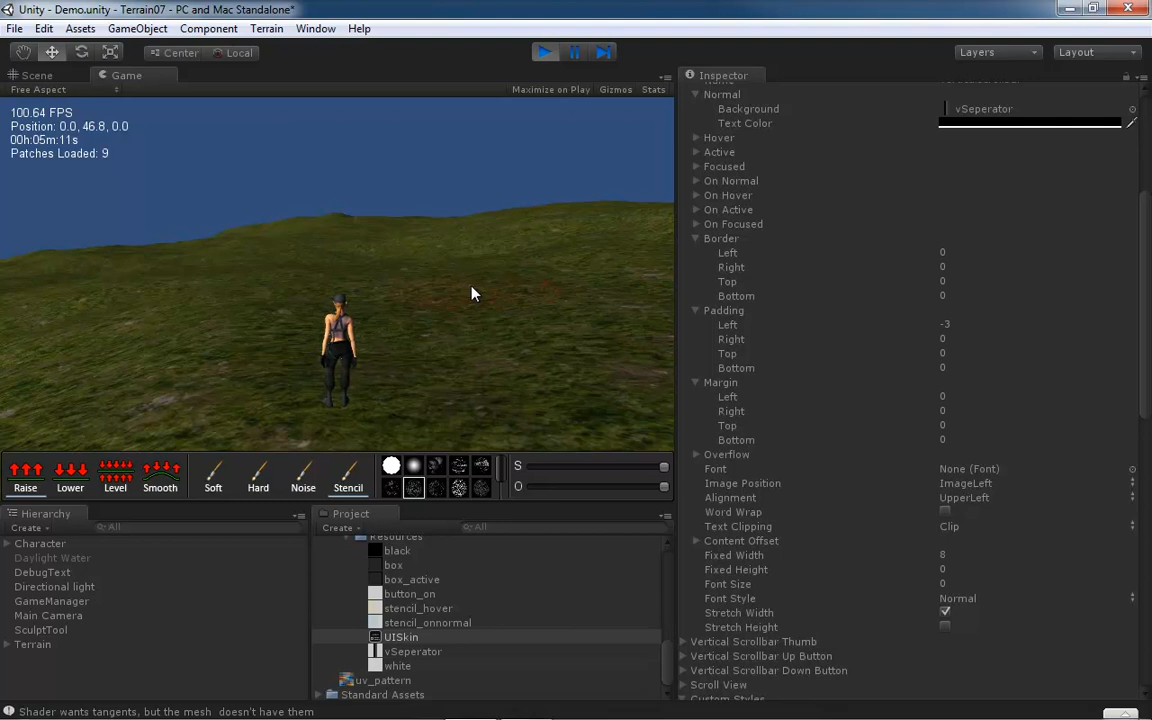 Unity - Demo.unity - Terrain07 - PC and Mac Standalone*
File Edit Assets GameObject Component Terrain Window Help
Center Local Layers Layout
Scene Game Inspector
Free Aspect Maximize on Play Gizmos Stats
100.64 FPS
Position: 0.0, 46.8, 0.0
00h:05m:11s
Patches Loaded: 9
Normal
Background vSeperator
Text Color
Hover
Active
Focused
On Normal
On Hover
On Active
On Focused
Border
Left 0
Right 0
Top 0
Bottom 0
Padding
Left -3
Right 0
Top 0
Bottom 0
Margin
Left 0
Right 0
Top 0
Bottom 0
Overflow
Font None (Font)
Image Position ImageLeft
Alignment UpperLeft
Word Wrap
Text Clipping Clip
Content Offset
Fixed Width 8
Fixed Height 0
Font Size 0
Font Style Normal
Stretch Width
Stretch Height
Vertical Scrollbar Thumb
Vertical Scrollbar Up Button
Vertical Scrollbar Down Button
Scroll View
Custom Styles
Raise Lower Level Smooth Soft Hard Noise Stencil
S
O
Hierarchy
Create All
Character
Daylight Water
DebugText
Directional light
GameManager
Main Camera
SculptTool
Terrain
Project
Create All
Resources
black
box
box_active
button_on
stencil_hover
stencil_onnormal
UISkin
vSeperator
white
uv_pattern
Standard Assets
Shader wants tangents, but the mesh doesn't have them